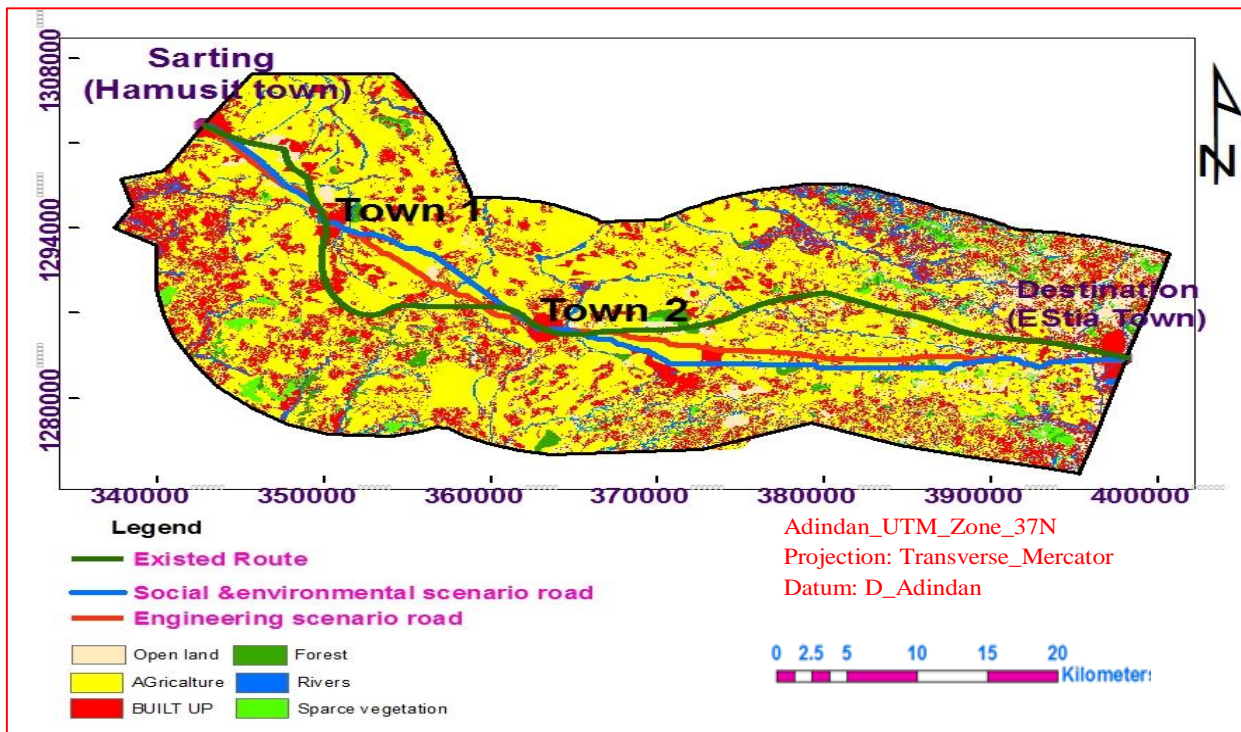 Sarting
(Hamusit town)
1308000
1294000
1280000
Town 1
Town 2
Destination
(EStia Town)
N
340000 350000 360000 370000 380000 390000 400000
Legend
Existed Route
Social &environmental scenario road
Engineering scenario road
Open land Forest
AGricalture Rivers
BUILT UP Sparce vegetation
Adindan_UTM_Zone_37N
Projection: Transverse_Mercator
Datum: D_Adindan
0 2.5 5 10 15 20
Kilometers